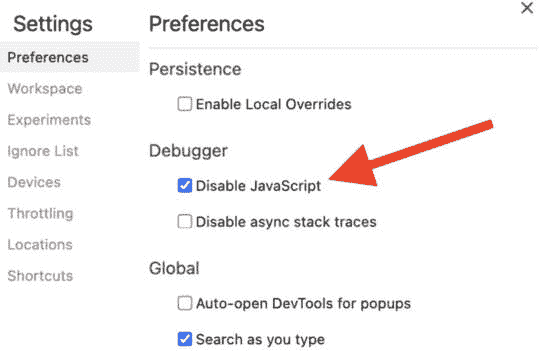 Settings
Preferences
Workspace
Experiments
Ignore List
Devices
Throttling
Locations
Shortcuts
Preferences
Persistence
Enable Local Overrides
Debugger
Disable JavaScript
Disable async stack traces
Global
Auto-open DevTools for popups
Search as you type